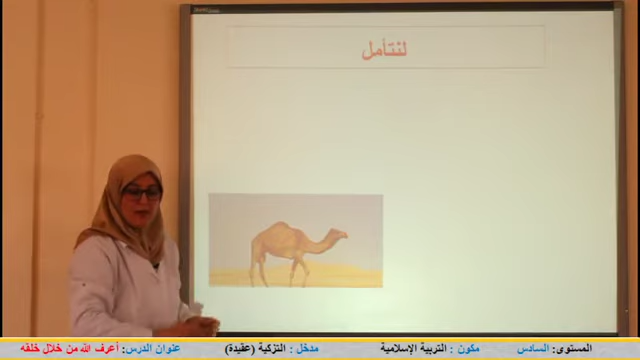 لنتأمل
المستوى: السادس مكون : التربية الإسلامية مدخل : التزكية (عقيدة) عنوان الدرس: أعرف الله من خلال خلقه